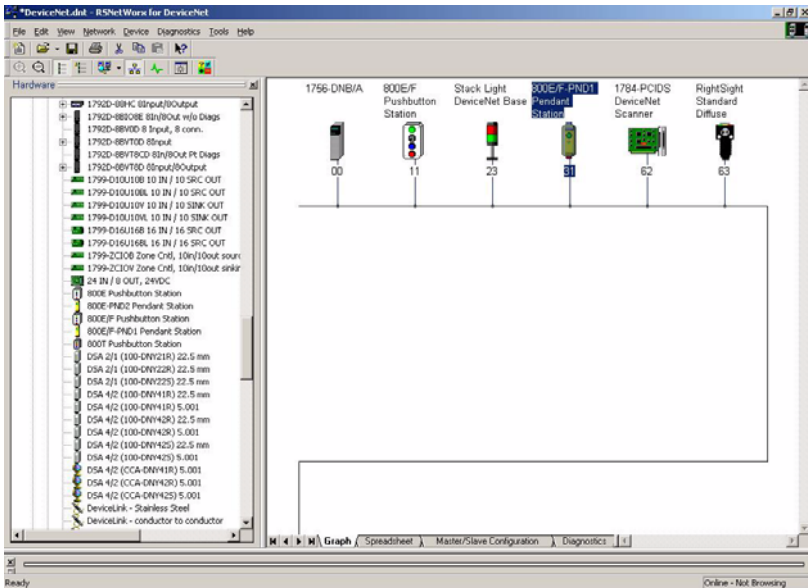 *DeviceNet.dnt - RSNetWorx for DeviceNet
File Edit View Network Device Diagnostics Tools Help
Hardware
1792D-88HC 8Input/8Output
1792D-8BIOBE 8In/8Out w/o Diags
1792D-8BV0D 8 Input, 8 conn.
1792D-8BVT0D 8Input
1792D-8BVT8CD 8In/8Out Pt Diags
1792D-8BVT8D 8Input/8Output
1799-D10U10B 10 IN / 10 SRC OUT
1799-D10U10BL 10 IN / 10 SRC OUT
1799-D10U10V 10 IN / 10 SINK OUT
1799-D10U10VL 10 IN / 10 SINK OUT
1799-D16U16B 16 IN / 16 SRC OUT
1799-D16U16BL 16 IN / 16 SRC OUT
1799-ZCIOB Zone Cntl, 10in/10out sourc
1799-ZCIOV Zone Cntl, 10in/10out sinkin
24 IN / 8 OUT, 24VDC
800E Pushbutton Station
800E-PND2 Pendant Station
800E/F Pushbutton Station
800E/F-PND1 Pendant Station
800T Pushbutton Station
DSA 2/1 (100-DNY21R) 22.5 mm
DSA 2/1 (100-DNY22R) 22.5 mm
DSA 2/1 (100-DNY22S) 22.5 mm
DSA 4/2 (100-DNY41R) 22.5 mm
DSA 4/2 (100-DNY41R) 5.001
DSA 4/2 (100-DNY42R) 22.5 mm
DSA 4/2 (100-DNY42R) 5.001
DSA 4/2 (100-DNY42S) 22.5 mm
DSA 4/2 (100-DNY42S) 5.001
DSA 4/2 (CCA-DNY41R) 5.001
DSA 4/2 (CCA-DNY42R) 5.001
DSA 4/2 (CCA-DNY42S) 5.001
DeviceLink - Stainless Steel
DeviceLink - conductor to conductor
1756-DNB/A
00
800E/F
Pushbutton
Station
11
Stack Light
DeviceNet Base
23
800E/F-PND1
Pendant
Station
31
1784-PCIDS
DeviceNet
Scanner
62
RightSight
Standard
Diffuse
63
Graph Spreadsheet Master/Slave Configuration Diagnostics
Ready
Online - Not Browsing